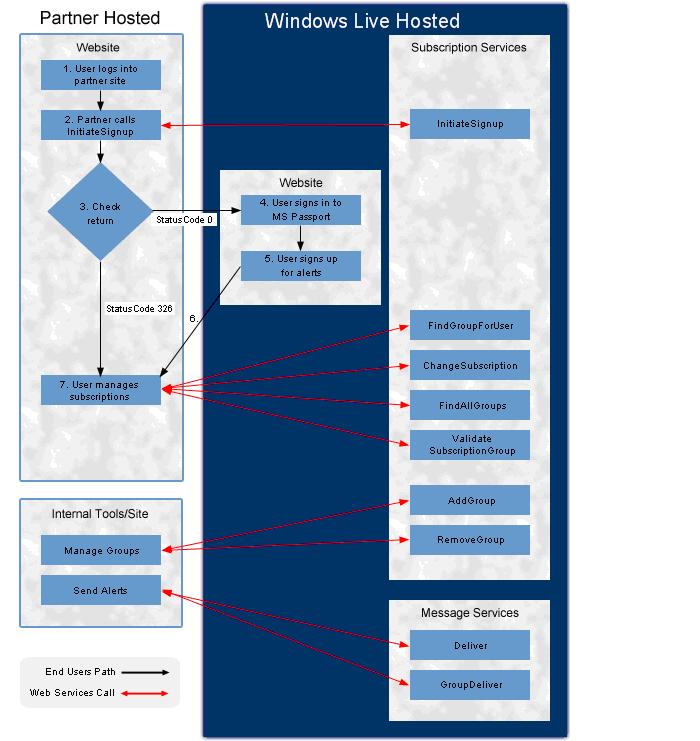 Partner Hosted
Windows Live Hosted
Website
1. User logs into
partner site
2. Partner calls
InitiateSignup
3. Check
return
StatusCode 0
StatusCode 326
Website
4. User signs in to
MS Passport
5. User signs up
for alerts
6.
7. User manages
subscriptions
Subscription Services
InitiateSignup
FindGroupForUser
ChangeSubscription
FindAllGroups
Validate
SubscriptionGroup
AddGroup
RemoveGroup
Internal Tools/Site
Manage Groups
Send Alerts
Message Services
Deliver
GroupDeliver
End Users Path
Web Services Call